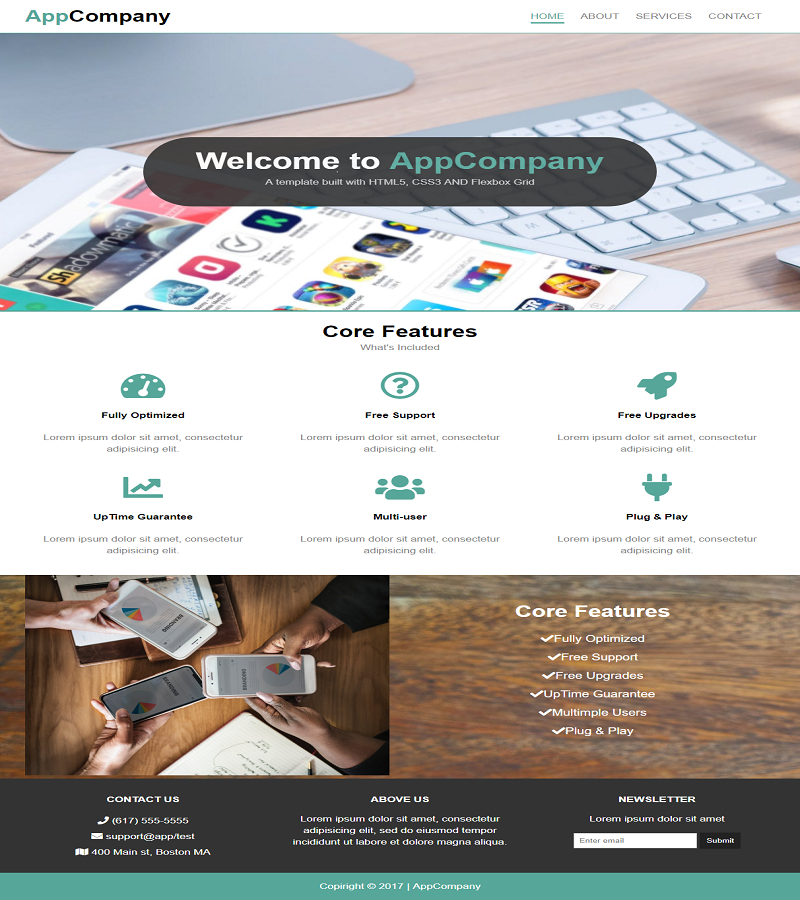 AppCompany
HOME ABOUT SERVICES CONTACT
Welcome to AppCompany
A template built with HTML5, CSS3 AND Flexbox Grid
Featured
Shadowmatic
Core Features
What's Included
Fully Optimized
Lorem ipsum dolor sit amet, consectetur
adipisicing elit.
Free Support
Lorem ipsum dolor sit amet, consectetur
adipisicing elit.
Free Upgrades
Lorem ipsum dolor sit amet, consectetur
adipisicing elit.
UpTime Guarantee
Lorem ipsum dolor sit amet, consectetur
adipisicing elit.
Multi-user
Lorem ipsum dolor sit amet, consectetur
adipisicing elit.
Plug & Play
Lorem ipsum dolor sit amet, consectetur
adipisicing elit.
BRANDING
BRANDING
BRANDING
Core Features
Fully Optimized
Free Support
Free Upgrades
UpTime Guarantee
Multimple Users
Plug & Play
CONTACT US
(617) 555-5555
support@app/test
400 Main st, Boston MA
ABOVE US
Lorem ipsum dolor sit amet, consectetur
adipisicing elit, sed do eiusmod tempor
incididunt ut labore et dolore magna aliqua.
NEWSLETTER
Lorem ipsum dolor sit amet
Enter email
Submit
Copiright © 2017 | AppCompany